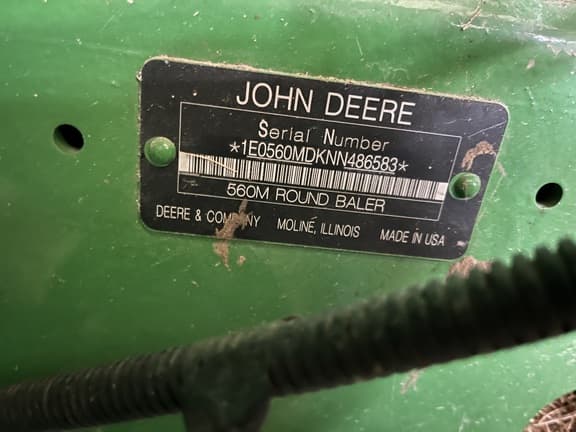 JOHN DEERE
Serial Number
*1E0560MDKNN486583*
560M ROUND BALER
DEERE & COMPANY MOLINE, ILLINOIS MADE IN USA